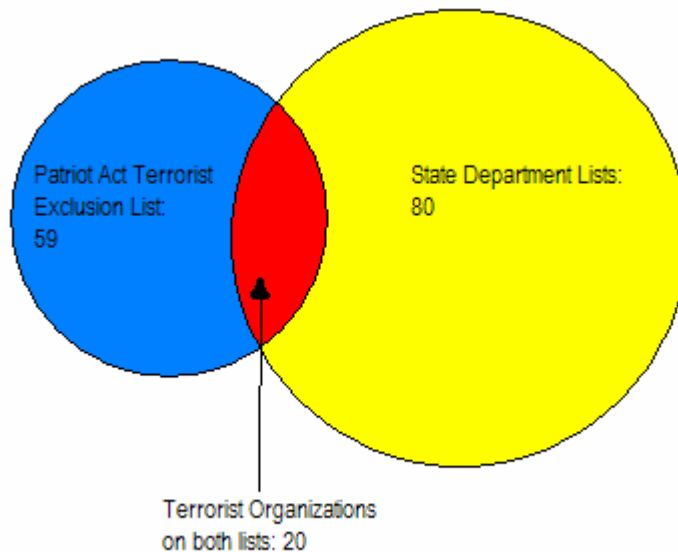 Patriot Act Terrorist
Exclusion List:
59
State Department Lists:
80
Terrorist Organizations
on both lists: 20